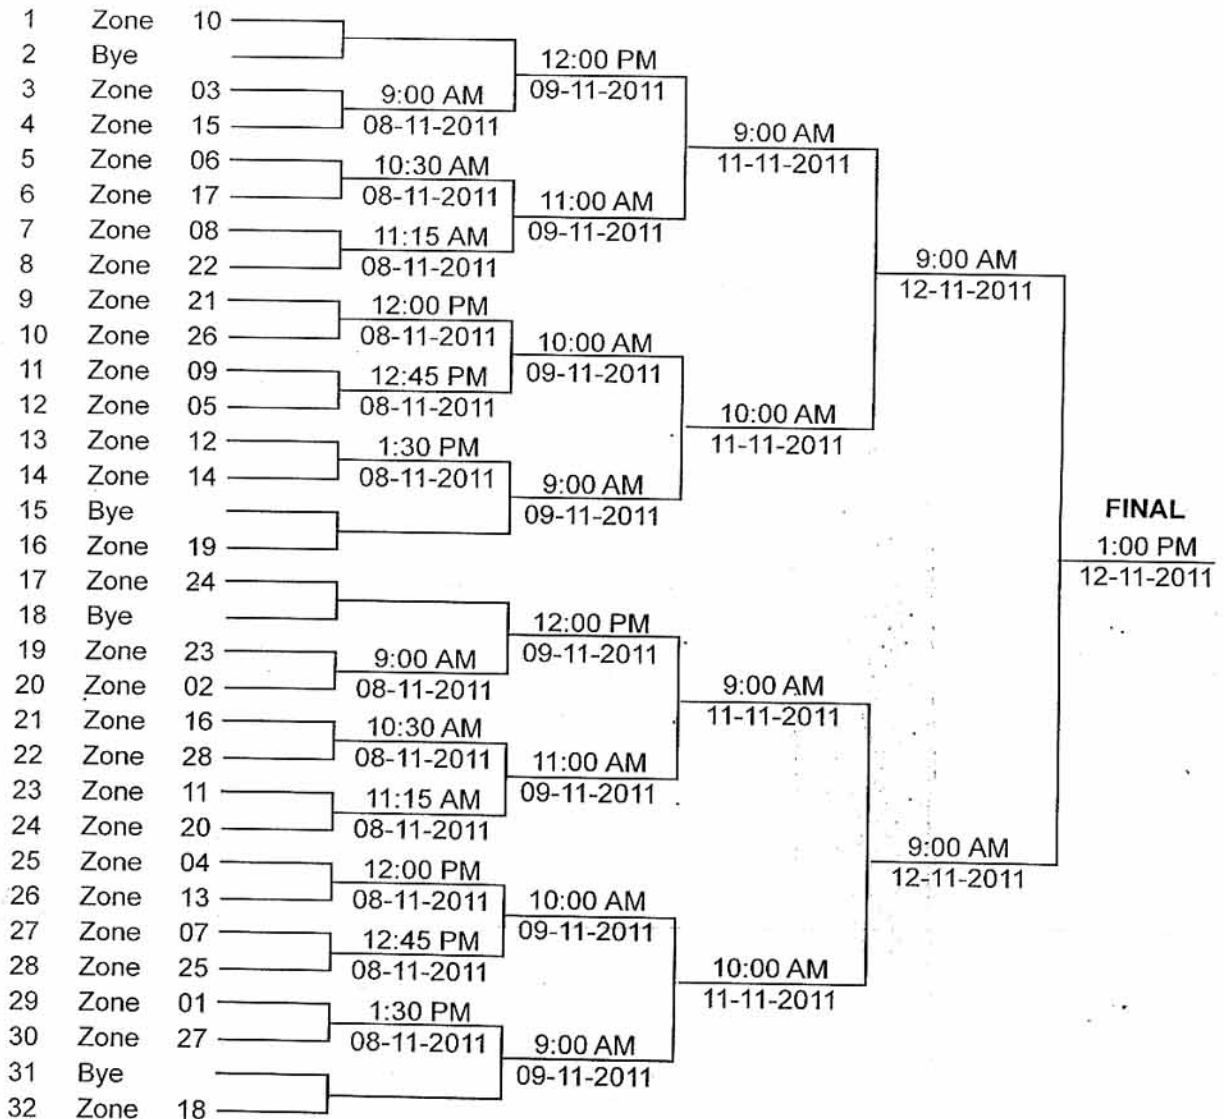 1 Zone 10
2 Bye
12:00 PM
3 Zone 03
9:00 AM
09-11-2011
4 Zone 15
08-11-2011
9:00 AM
5 Zone 06
10:30 AM
11-11-2011
6 Zone 17
08-11-2011
11:00 AM
7 Zone 08
11:15 AM
09-11-2011
8 Zone 22
08-11-2011
9:00 AM
12-11-2011
9 Zone 21
12:00 PM
10 Zone 26
08-11-2011
10:00 AM
11 Zone 09
12:45 PM
09-11-2011
12 Zone 05
08-11-2011
10:00 AM
13 Zone 12
1:30 PM
11-11-2011
14 Zone 14
08-11-2011
9:00 AM
15 Bye
09-11-2011
FINAL
16 Zone 19
1:00 PM
17 Zone 24
12-11-2011
18 Bye
12:00 PM
19 Zone 23
9:00 AM
09-11-2011
20 Zone 02
08-11-2011
9:00 AM
21 Zone 16
10:30 AM
11-11-2011
22 Zone 28
08-11-2011
11:00 AM
23 Zone 11
11:15 AM
09-11-2011
24 Zone 20
08-11-2011
9:00 AM
25 Zone 04
12:00 PM
12-11-2011
26 Zone 13
08-11-2011
10:00 AM
27 Zone 07
12:45 PM
09-11-2011
28 Zone 25
08-11-2011
10:00 AM
29 Zone 01
1:30 PM
11-11-2011
30 Zone 27
08-11-2011
9:00 AM
31 Bye
09-11-2011
32 Zone 18